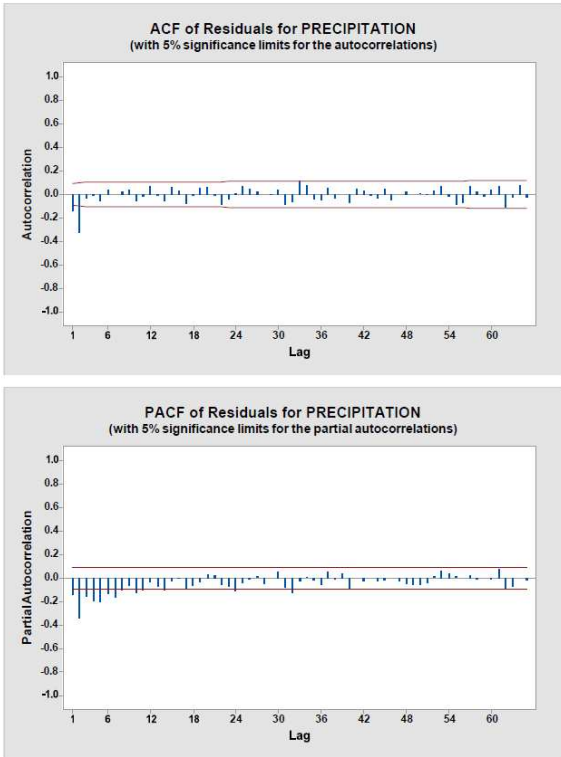 ACF of Residuals for PRECIPITATION
(with 5% significance limits for the autocorrelations)
Autocorrelation
1.0
0.8
0.6
0.4
0.2
0.0
-0.2
-0.4
-0.6
-0.8
-1.0
1 6 12 18 24 30 36 42 48 54 60
Lag
PACF of Residuals for PRECIPITATION
(with 5% significance limits for the partial autocorrelations)
Partial Autocorrelation
1.0
0.8
0.6
0.4
0.2
0.0
-0.2
-0.4
-0.6
-0.8
-1.0
1 6 12 18 24 30 36 42 48 54 60
Lag